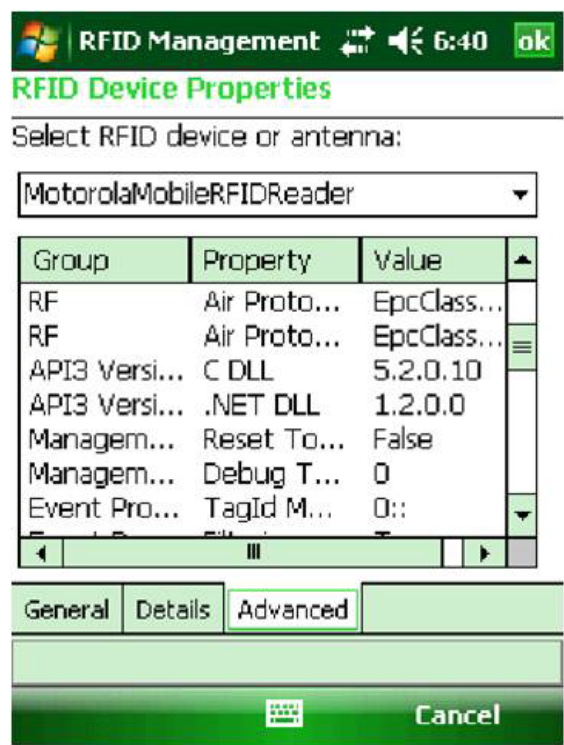 RFID Management 6:40 ok
RFID Device Properties
Select RFID device or antenna:
MotorolaMobileRFIDReader
Group Property Value
RF Air Proto... EpcClass...
RF Air Proto... EpcClass...
API3 Versi... C DLL 5.2.0.10
API3 Versi... .NET DLL 1.2.0.0
Managem... Reset To... False
Managem... Debug T... 0
Event Pro... TagId M... 0::
General Details Advanced
Cancel